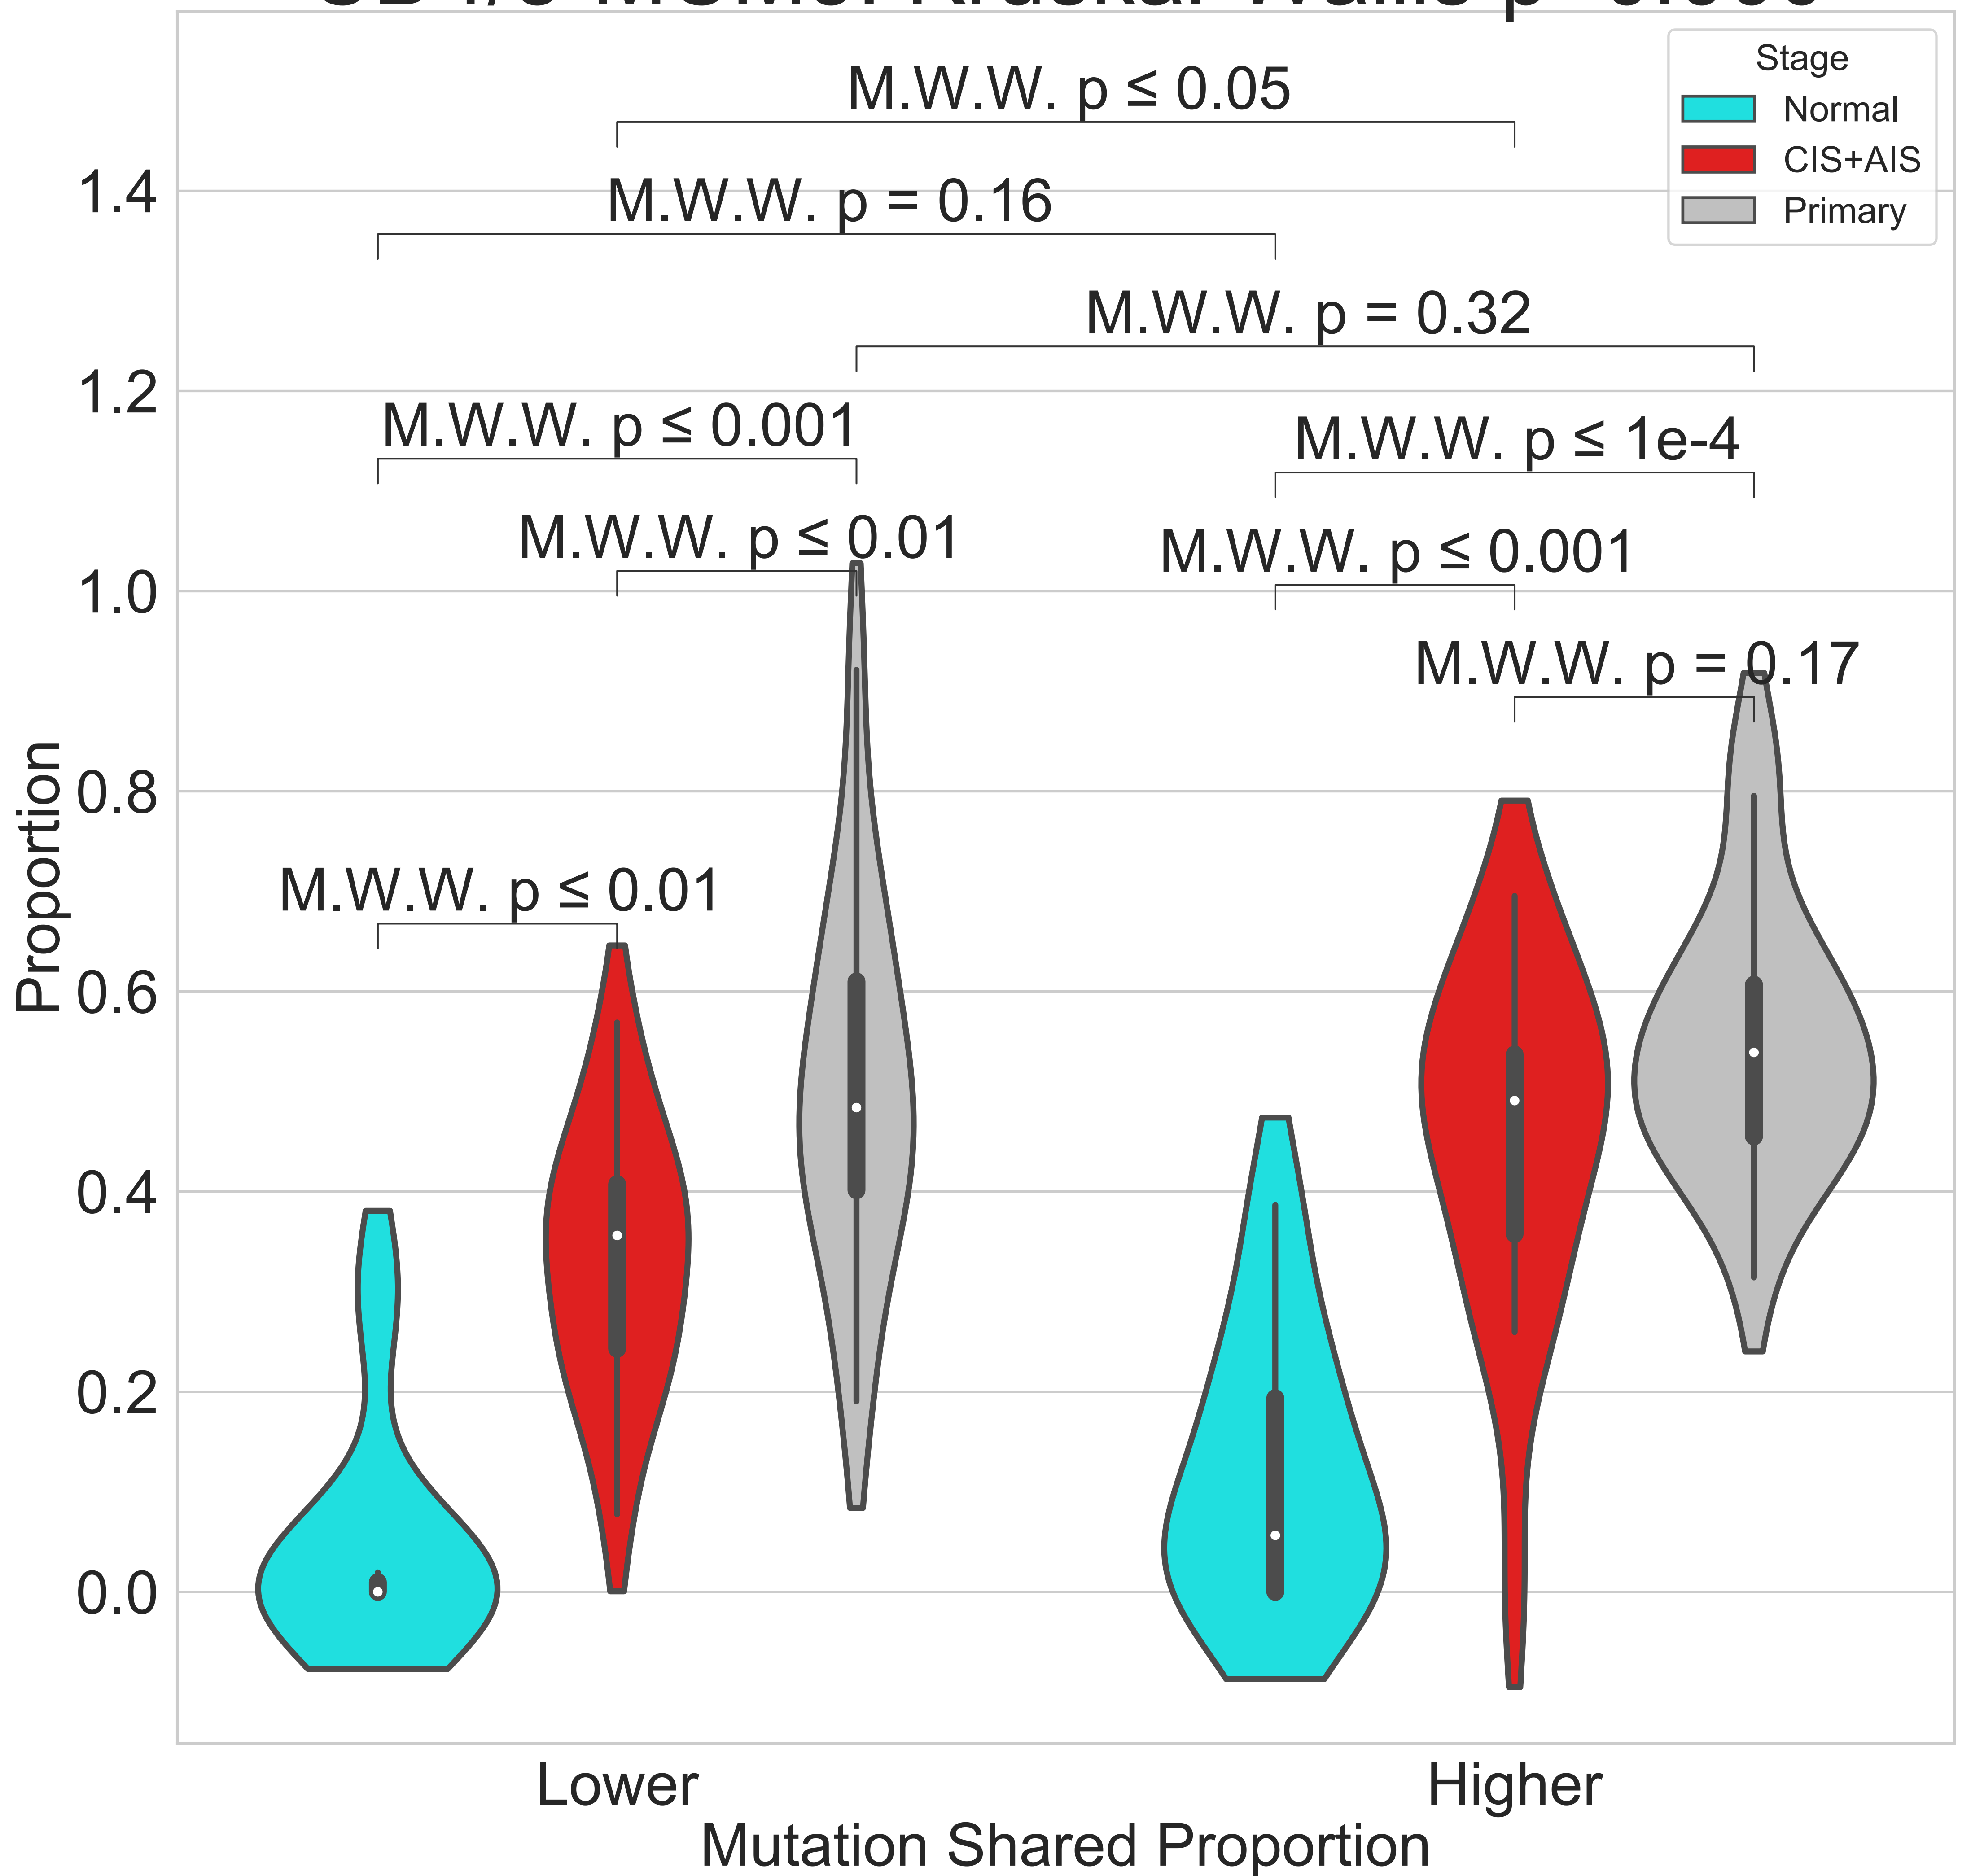 Stage
Normal
CIS+AIS
Primary
M.W.W. p ≤ 0.05
M.W.W. p = 0.16
M.W.W. p = 0.32
M.W.W. p ≤ 0.001
M.W.W. p ≤ 1e-4
M.W.W. p ≤ 0.01
M.W.W. p ≤ 0.001
M.W.W. p = 0.17
M.W.W. p ≤ 0.01
1.4
1.2
1.0
0.8
0.6
0.4
0.2
0.0
Proportion
Lower
Higher
Mutation Shared Proportion